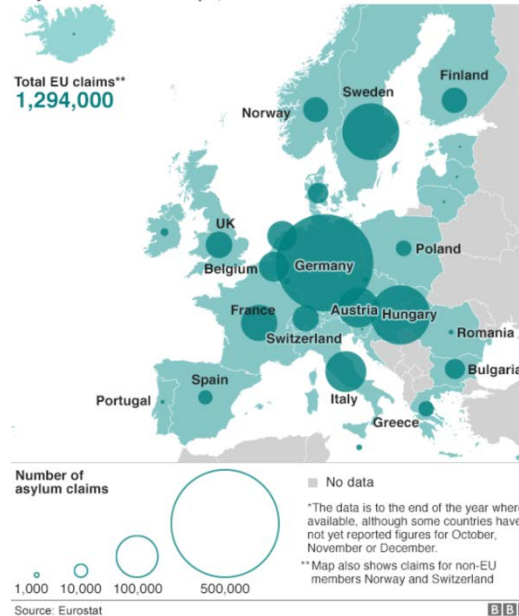 Total EU claims**
1,294,000
Finland
Sweden
Norway
UK
Poland
Belgium
Germany
France
Austria
Hungary
Switzerland
Romania
Bulgaria
Spain
Portugal
Italy
Greece
Number of
asylum claims
1,000
10,000
100,000
500,000
No data
*The data is to the end of the year where
available, although some countries have
not yet reported figures for October,
November or December.
**Map also shows claims for non-EU
members Norway and Switzerland
Source: Eurostat
BB